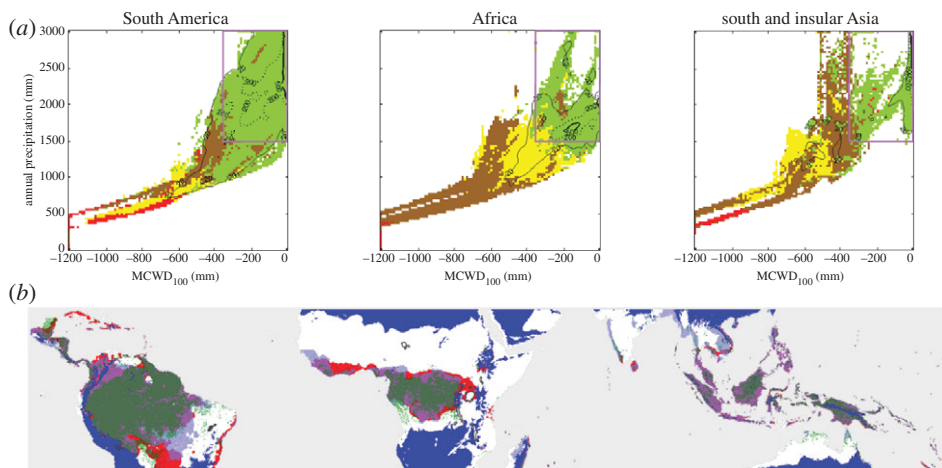 South America Africa south and insular Asia
(a)
annual precipitation (mm)
3000
2500
2000
1500
1000
500
0
−1200 −1000 −800 −600 −400 −200 0
−1200 −1000 −800 −600 −400 −200 0
−1200 −1000 −800 −600 −400 −200 0
MCWD100 (mm) MCWD100 (mm) MCWD100 (mm)
(b)